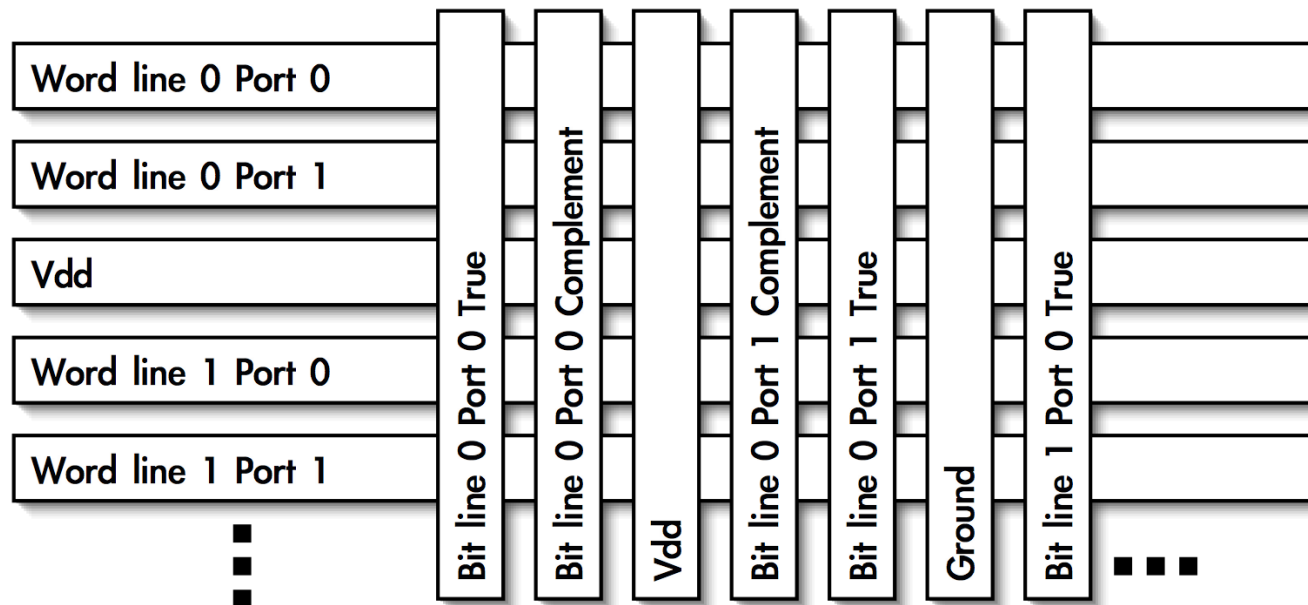 Word line 0 Port 0
Word line 0 Port 1
Vdd
Word line 1 Port 0
Word line 1 Port 1
Bit line 0 Port 0 True
Bit line 0 Port 0 Complement
Vdd
Bit line 0 Port 1 Complement
Bit line 0 Port 1 True
Ground
Bit line 1 Port 0 True